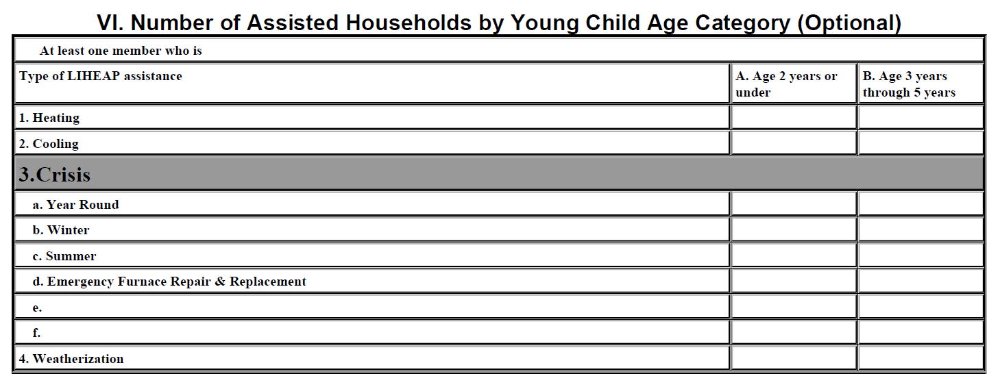 VI. Number of Assisted Households by Young Child Age Category (Optional)
At least one member who is
Type of LIHEAP assistance
A. Age 2 years or
under
B. Age 3 years
through 5 years
1. Heating
2. Cooling
3.Crisis
a. Year Round
b. Winter
c. Summer
d. Emergency Furnace Repair & Replacement
e.
f.
4. Weatherization